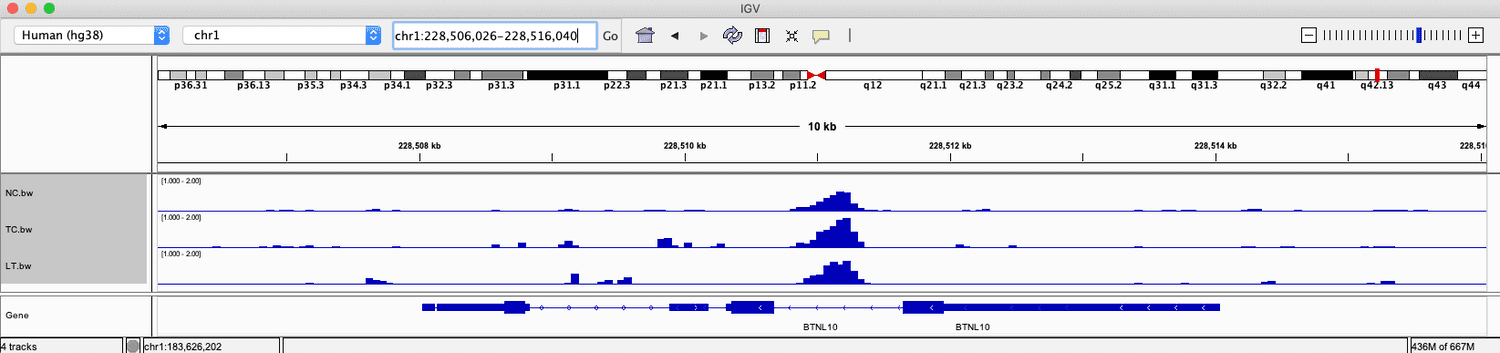 IGV
Human (hg38) chr1 chr1:228,506,026-228,516,040 Go
p36.31 p36.13 p35.3 p34.3 p34.1 p32.3 p31.3 p31.1 p22.3 p21.3 p21.1 p13.2 p11.2 q12 q21.1 q21.3 q23.2 q24.2 q25.2 q31.1 q31.3 q32.2 q41 q42.13 q43 q44
10 kb
228,508 kb 228,510 kb 228,512 kb 228,514 kb 228,51
[1.000 - 2.00]
NC.bw
[1.000 - 2.00]
TC.bw
[1.000 - 2.00]
LT.bw
Gene
BTNL10 BTNL10
4 tracks chr1:183,626,202 436M of 667M